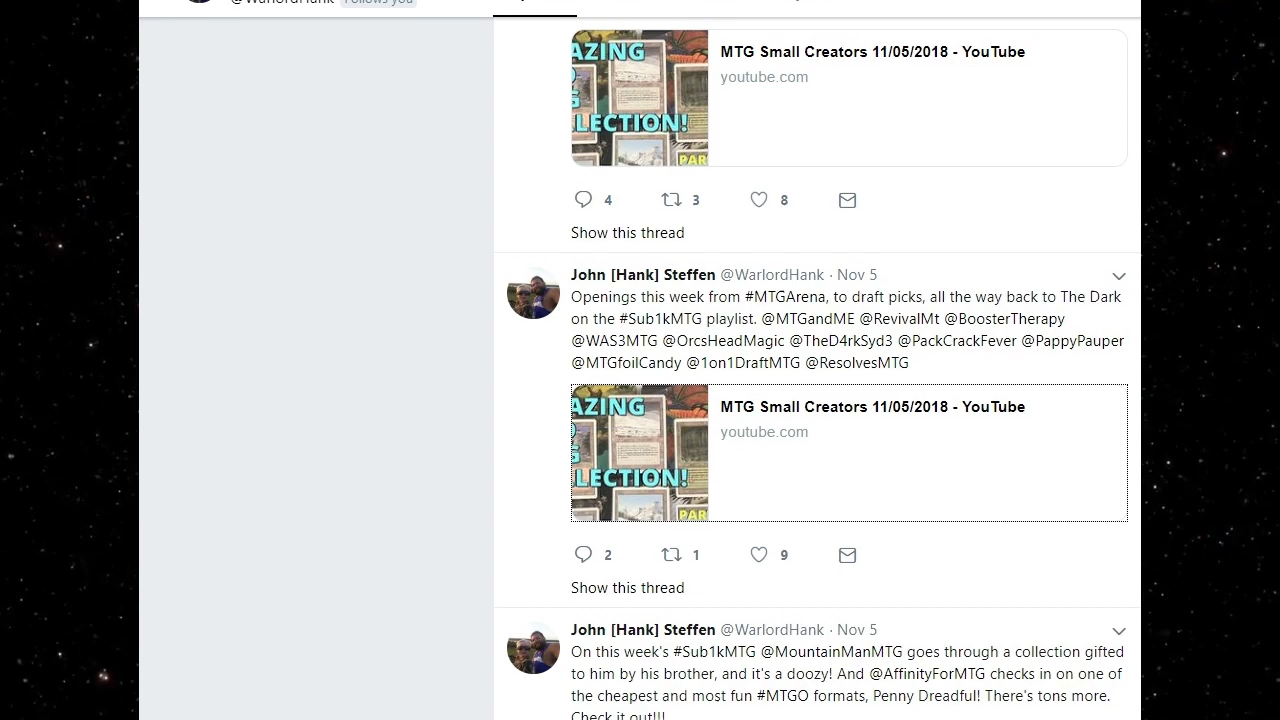 @WarlordHank Follows you
AZING
LECTION!
PAR
MTG Small Creators 11/05/2018 - YouTube
youtube.com
4 3 8
Show this thread
John [Hank] Steffen @WarlordHank · Nov 5
Openings this week from #MTGArena, to draft picks, all the way back to The Dark
on the #Sub1kMTG playlist. @MTGandME @RevivalMt @BoosterTherapy
@WAS3MTG @OrcsHeadMagic @TheD4rkSyd3 @PackCrackFever @PappyPauper
@MTGfoilCandy @1on1DraftMTG @ResolvesMTG
AZING
LECTION!
PAR
MTG Small Creators 11/05/2018 - YouTube
youtube.com
2 1 9
Show this thread
John [Hank] Steffen @WarlordHank · Nov 5
On this week's #Sub1kMTG @MountainManMTG goes through a collection gifted
to him by his brother, and it's a doozy! And @AffinityForMTG checks in on one of
the cheapest and most fun #MTGO formats, Penny Dreadful! There's tons more.
Check it out!!!